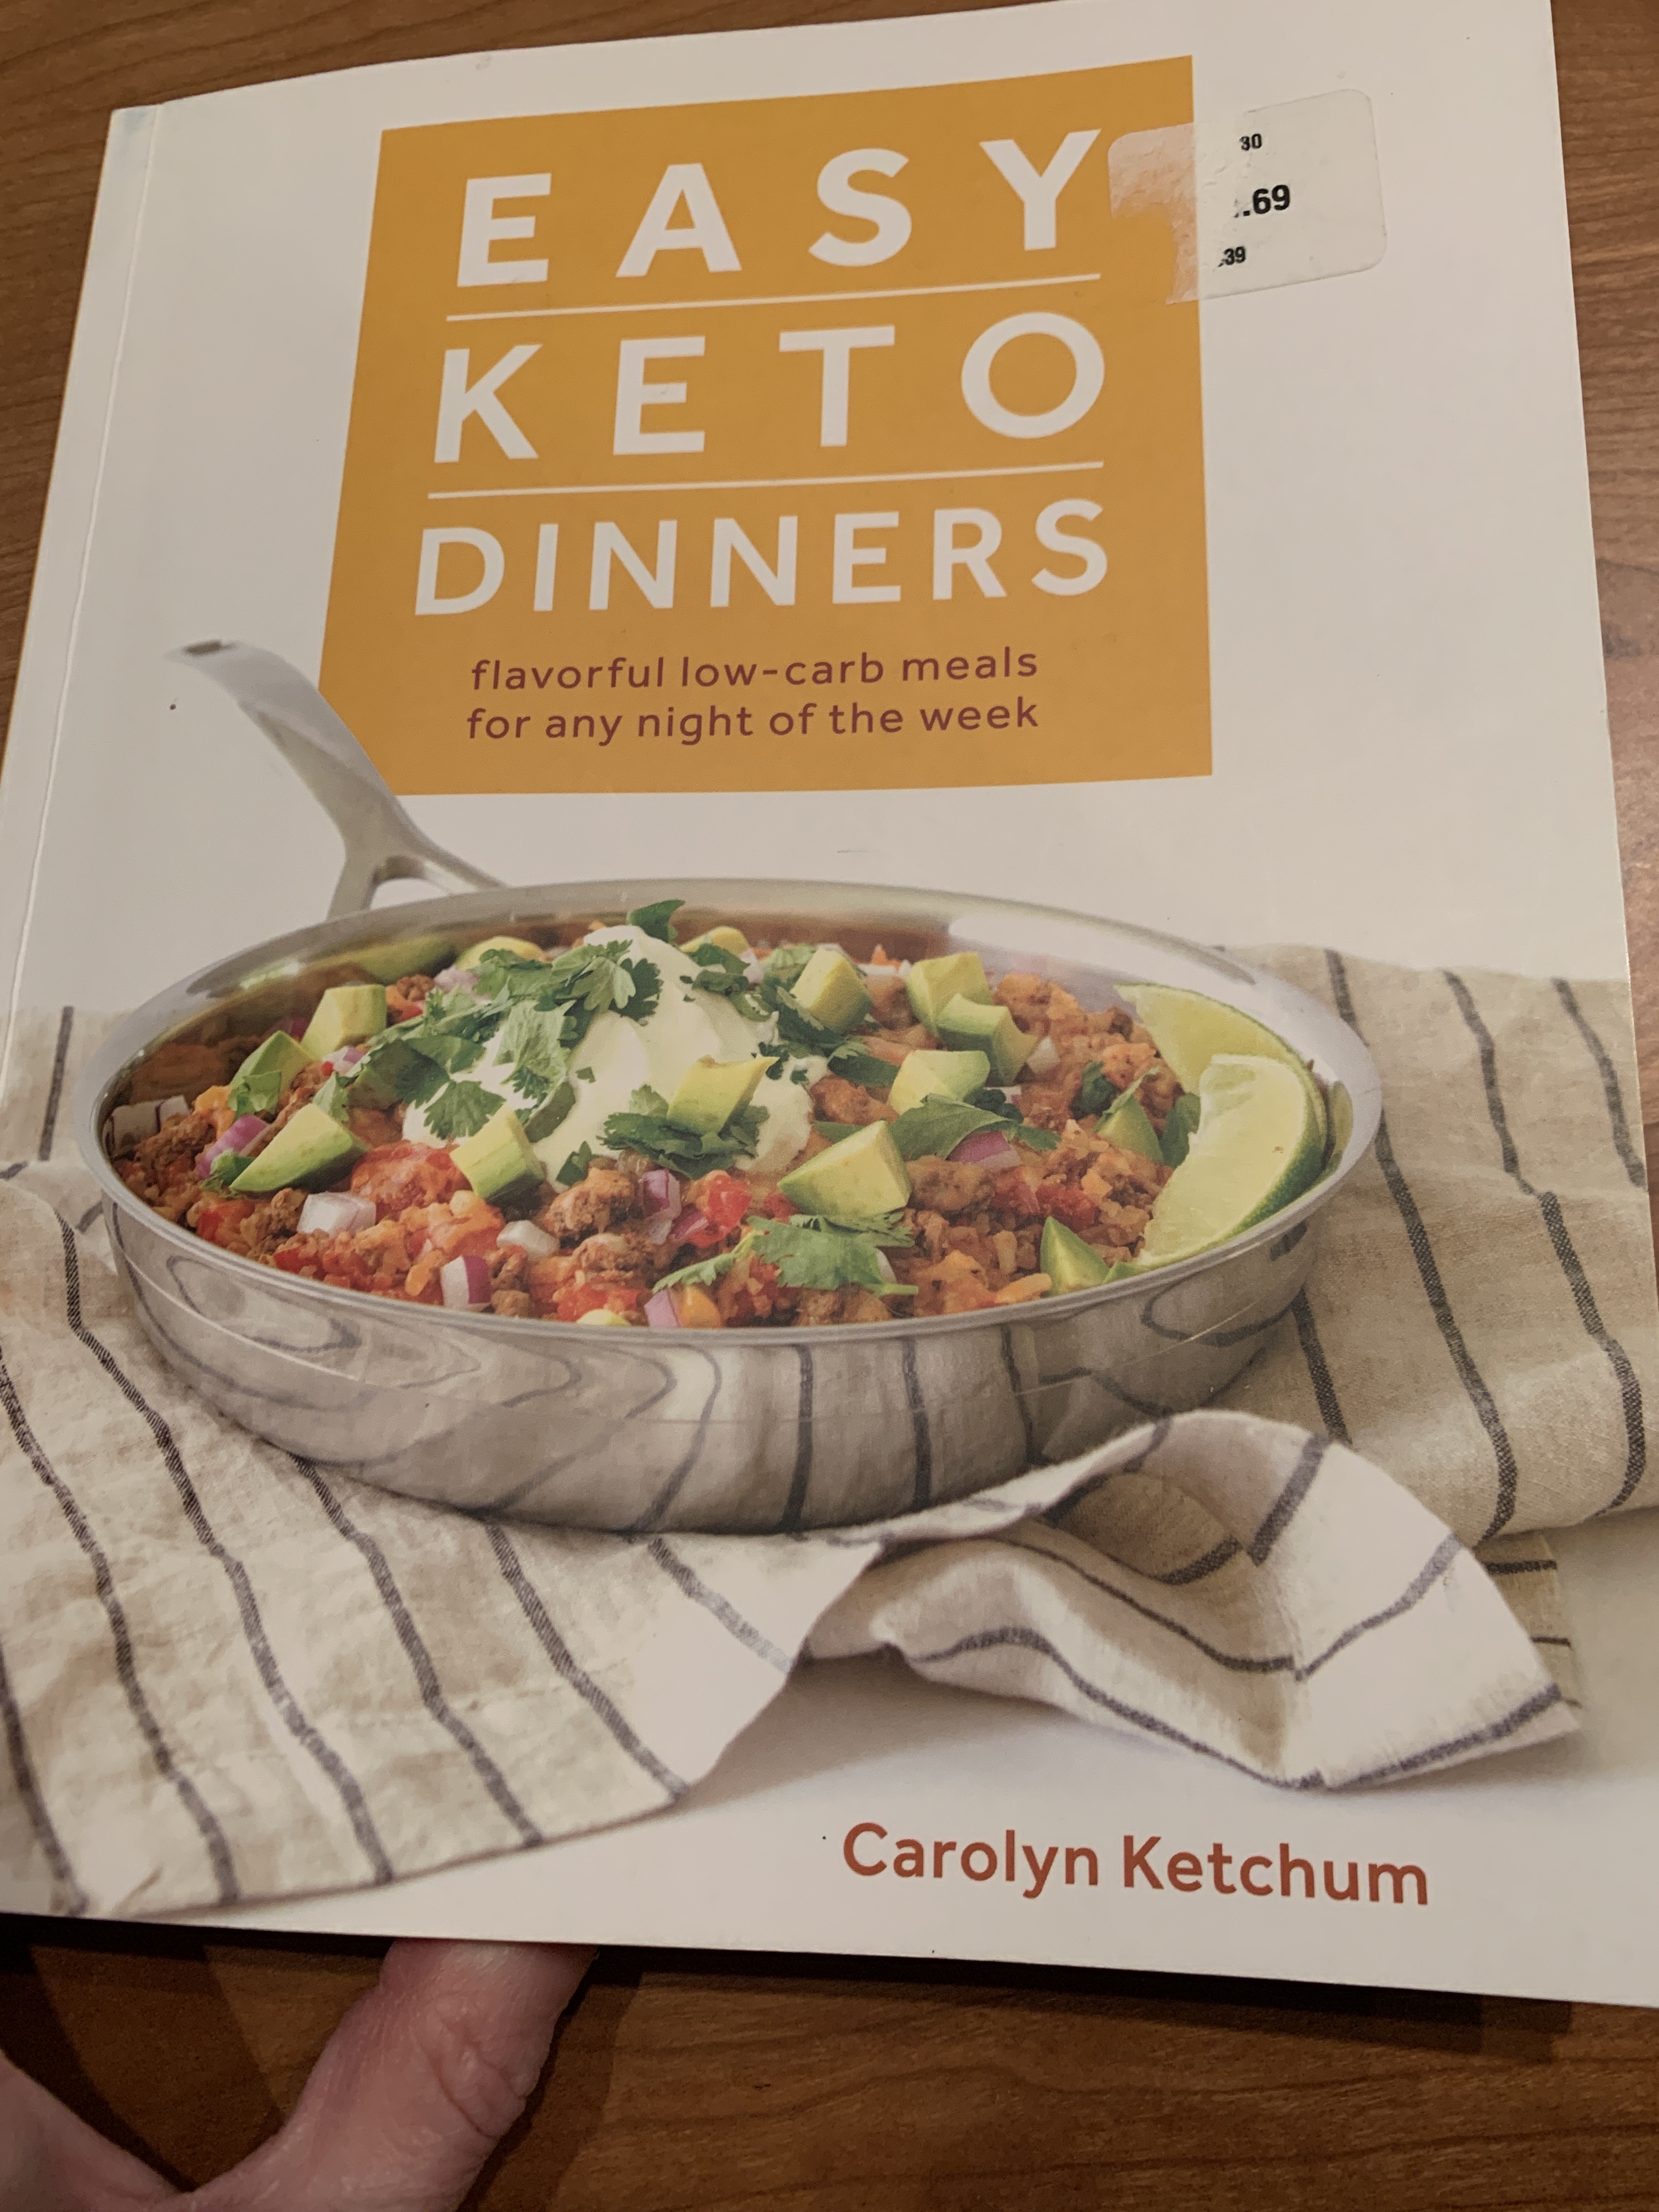 EASY
KETO
DINNERS
flavorful low-carb meals
for any night of the week
30
.69
39
Carolyn Ketchum